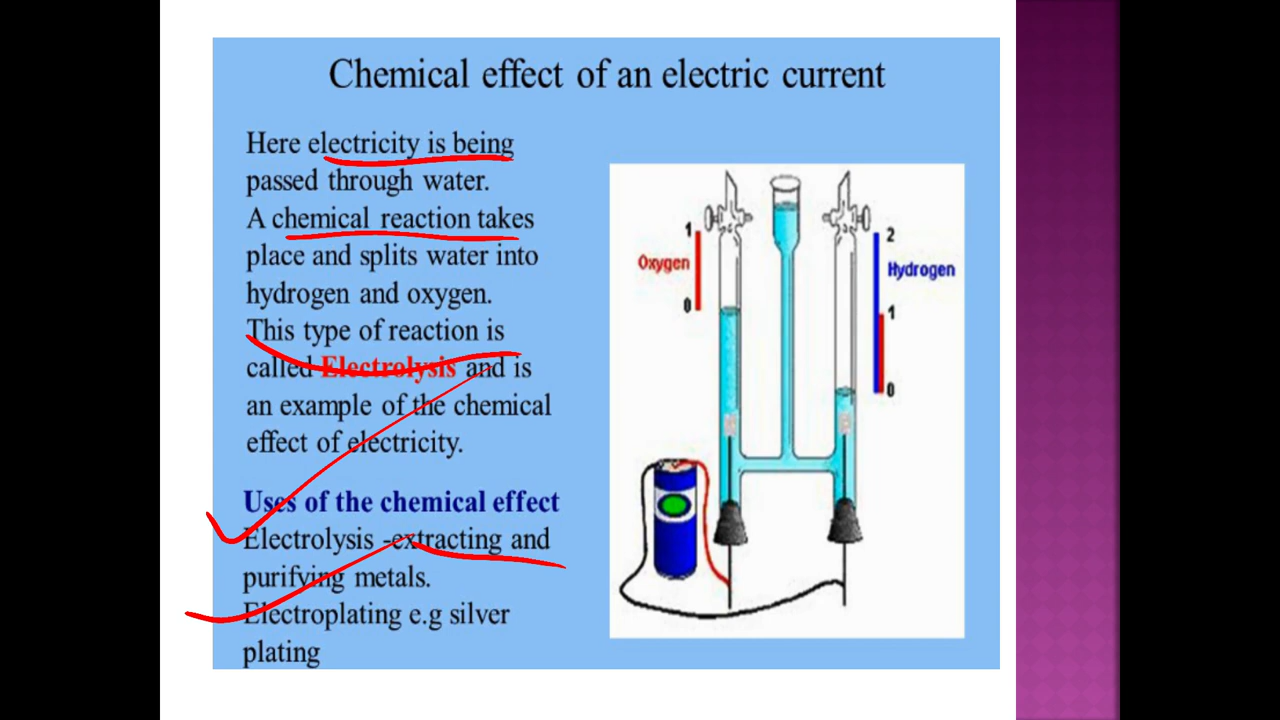 Chemical effect of an electric current
Here electricity is being
passed through water.
A chemical reaction takes
place and splits water into
hydrogen and oxygen.
This type of reaction is
called Electrolysis and is
an example of the chemical
effect of electricity.
Uses of the chemical effect
Electrolysis -extracting and
purifying metals.
Electroplating e.g silver
plating
1
Oxygen
0
2
Hydrogen
1
0